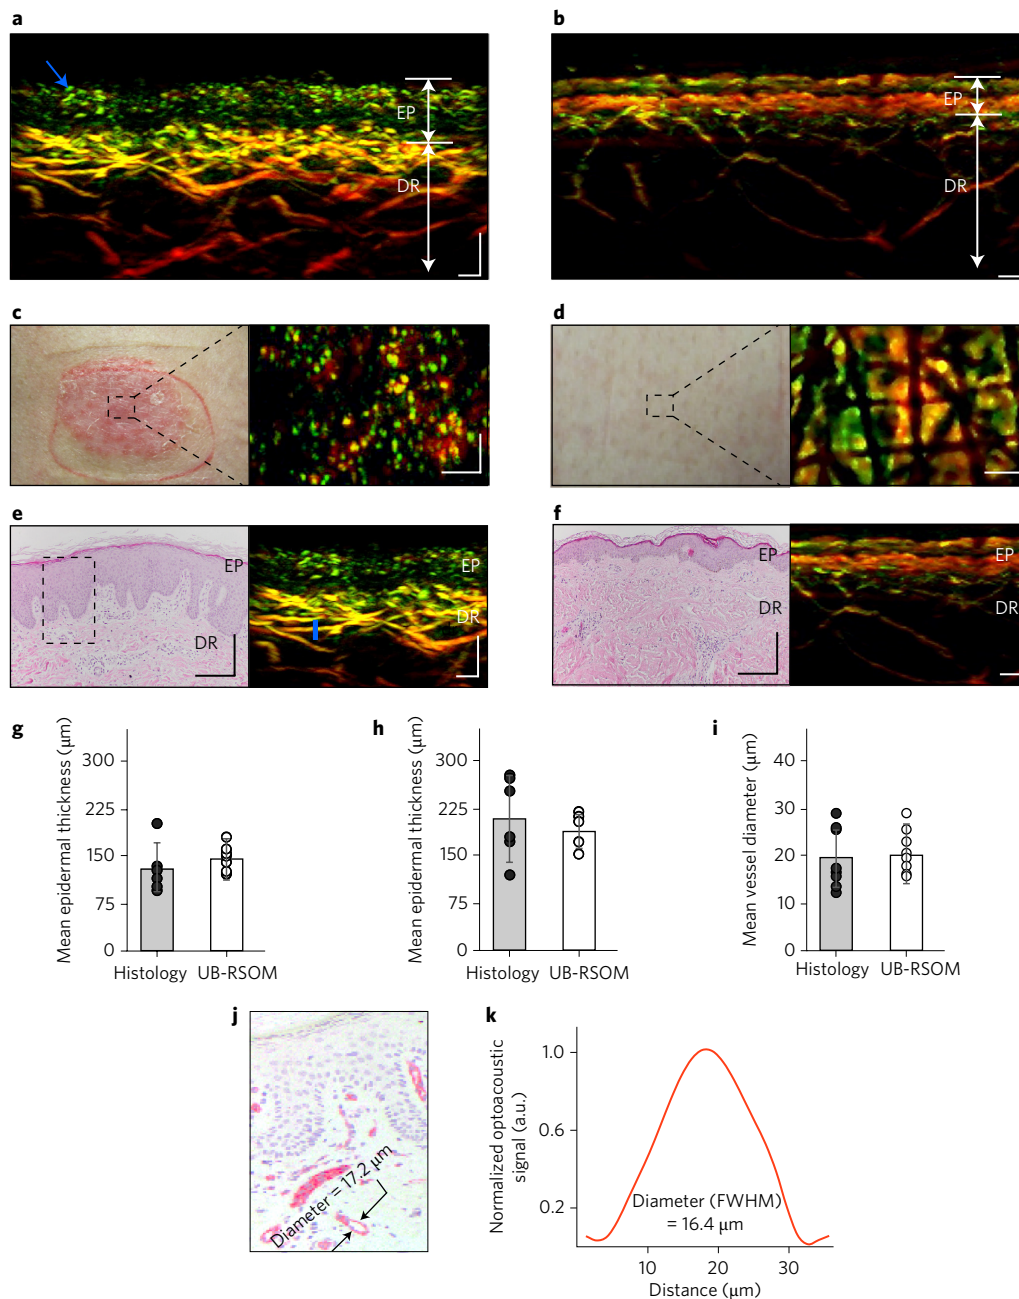 a
EP
DR
b
EP
DR
c
d
e
EP
DR
EP
DR
f
EP
DR
EP
DR
g
Mean epidermal thickness (μm)
300
225
150
75
0
Histology
UB-RSOM
h
Mean epidermal thickness (μm)
300
225
150
75
0
Histology
UB-RSOM
i
Mean vessel diameter (μm)
40
30
20
10
0
Histology
UB-RSOM
j
Diameter = 17.2 μm
k
Normalized optoacoustic
signal (a.u.)
1.0
0.6
0.2
Diameter (FWHM)
= 16.4 μm
10
20
30
Distance (μm)